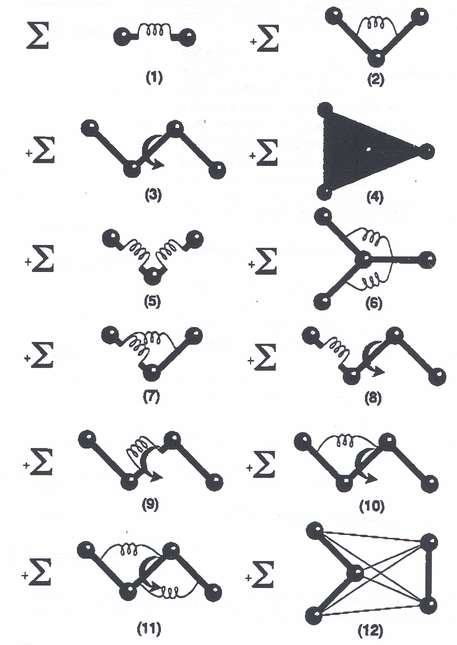 Σ (1) +Σ (2)
+Σ (3) +Σ (4)
+Σ (5) +Σ (6)
+Σ (7) +Σ (8)
+Σ (9) +Σ (10)
+Σ (11) +Σ (12)